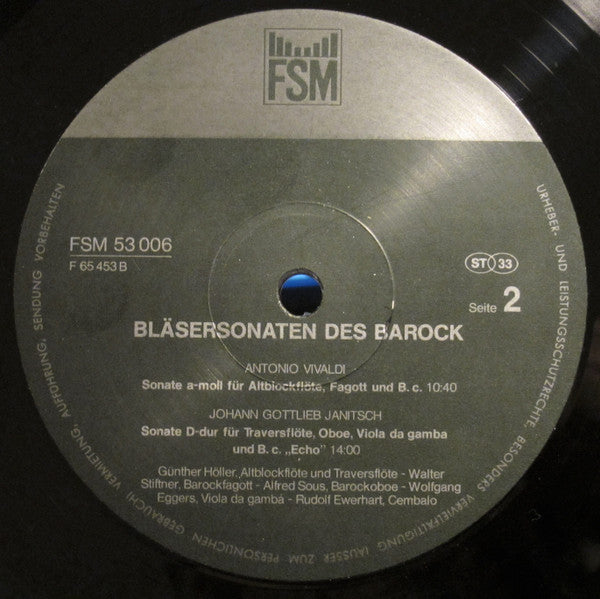 FSM
FSM 53 006
F 65 453 B
ST 33
Seite 2
BLÄSERSONATEN DES BAROCK
ANTONIO VIVALDI
Sonate a-moll für Altblockflöte, Fagott und B. c. 10:40
JOHANN GOTTLIEB JANITSCH
Sonate D-dur für Traversflöte, Oboe, Viola da gamba
und B. c. „Echo" 14:00
Günther Höller, Altblockflöte und Traversflöte - Walter
Stiftner, Barockfagott - Alfred Sous, Barockoboe - Wolfgang
Eggers, Viola da gamba - Rudolf Ewerhart, Cembalo
URHEBER- UND LEISTUNGSSCHUTZRECHTE, BESONDERS VERVIELFÄLTIGUNG (AUSSER ZUM PERSÖNLICHEN GEBRAUCH) VERMIETUNG, AUFFÜHRUNG, SENDUNG VORBEHALTEN